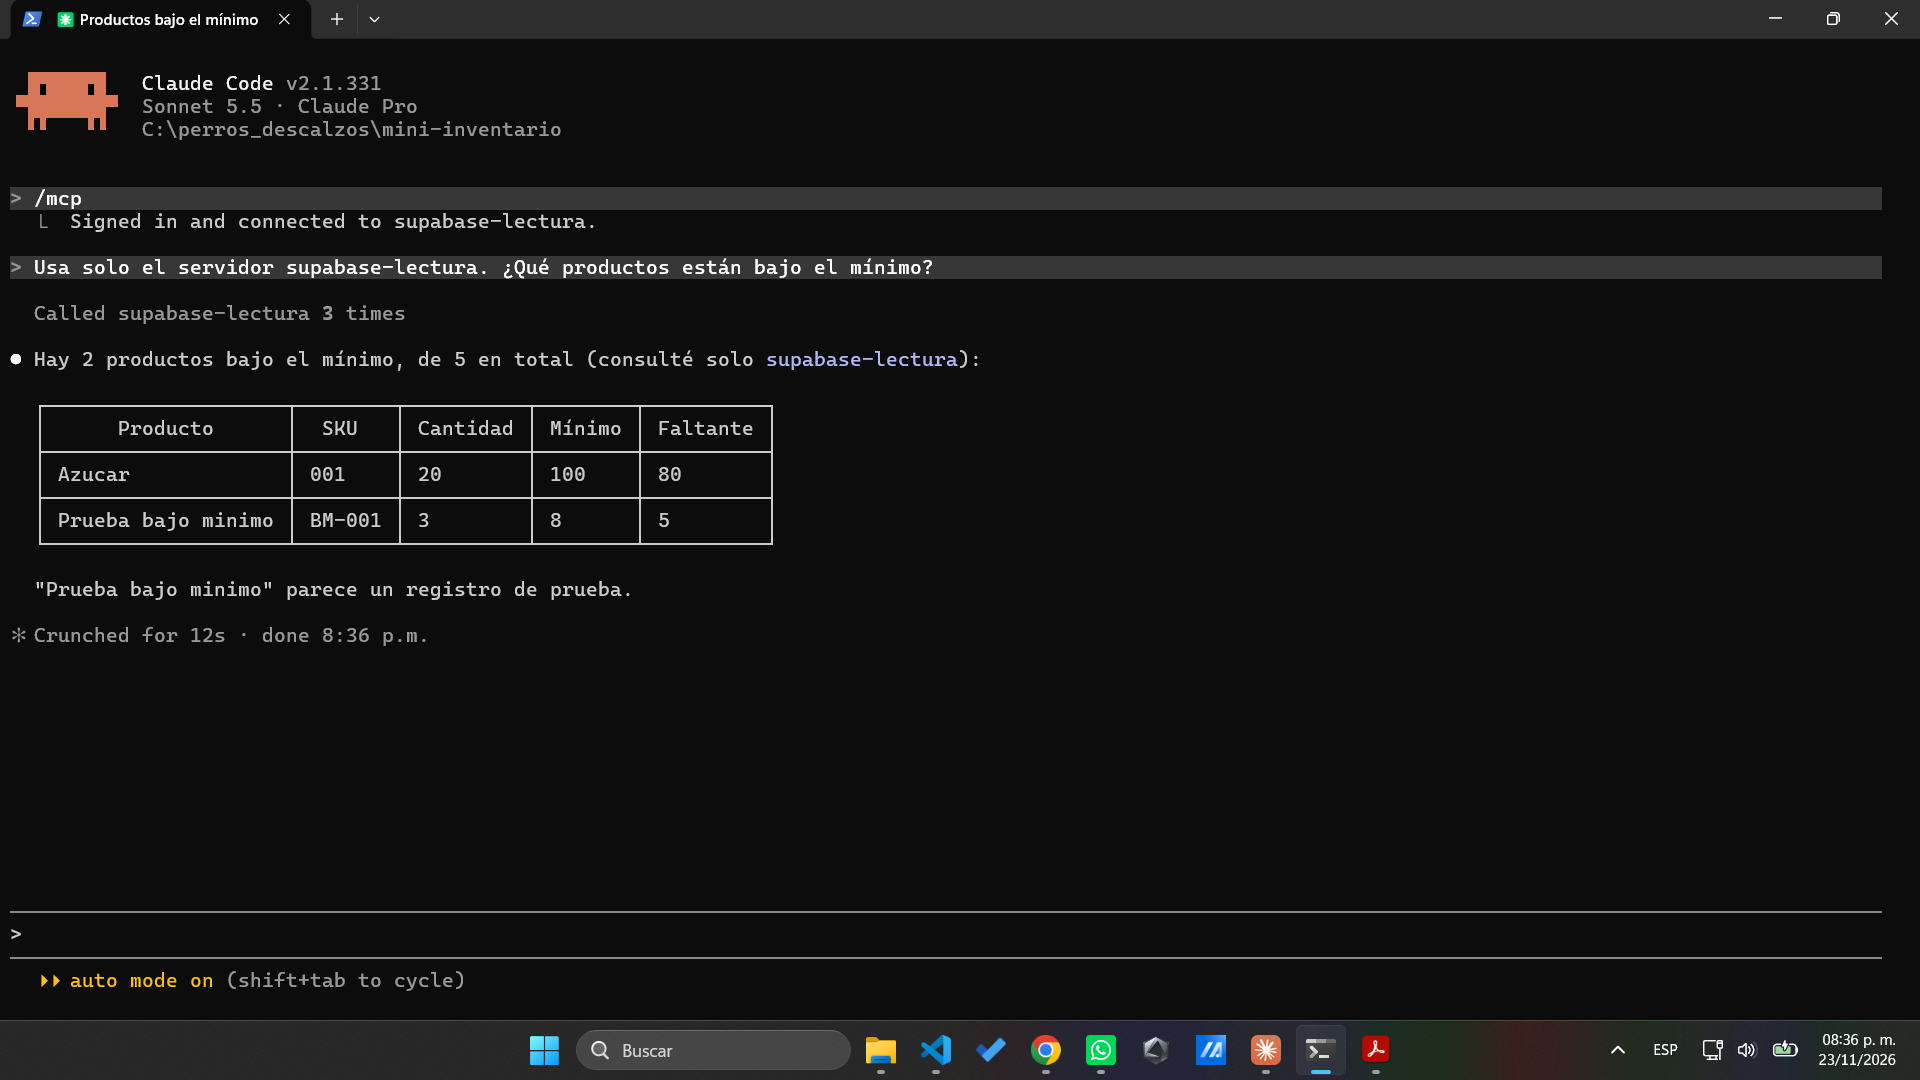 Productos bajo el mínimo
Claude Code v2.1.331
Sonnet 5.5 · Claude Pro
C:\perros_descalzos\mini-inventario
> /mcp
└ Signed in and connected to supabase-lectura.
> Usa solo el servidor supabase-lectura. ¿Qué productos están bajo el mínimo?
Called supabase-lectura 3 times
● Hay 2 productos bajo el mínimo, de 5 en total (consulté solo supabase-lectura):
Producto SKU Cantidad Mínimo Faltante
Azucar 001 20 100 80
Prueba bajo minimo BM-001 3 8 5
"Prueba bajo minimo" parece un registro de prueba.
✻ Crunched for 12s · done 8:36 p.m.
>
⏵⏵ auto mode on (shift+tab to cycle)
Buscar
ESP
08:36 p. m.
23/11/2026